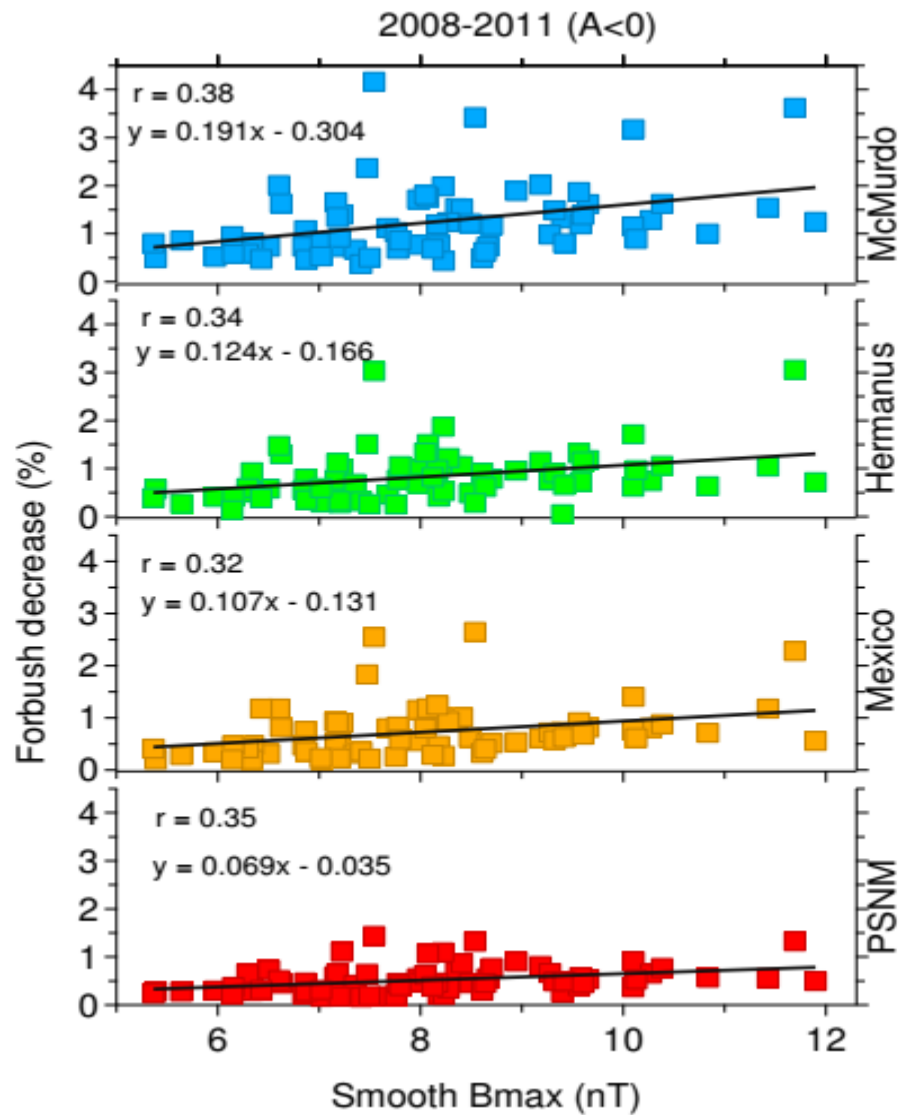 2008-2011 (A<0)
4
3
2
1
0
r = 0.38
y = 0.191x - 0.304
McMurdo
4
3
2
1
0
r = 0.34
y = 0.124x - 0.166
Hermanus
4
3
2
1
0
r = 0.32
y = 0.107x - 0.131
Mexico
4
3
2
1
0
r = 0.35
y = 0.069x - 0.035
PSNM
Forbush decrease (%)
6 8 10 12
Smooth Bmax (nT)